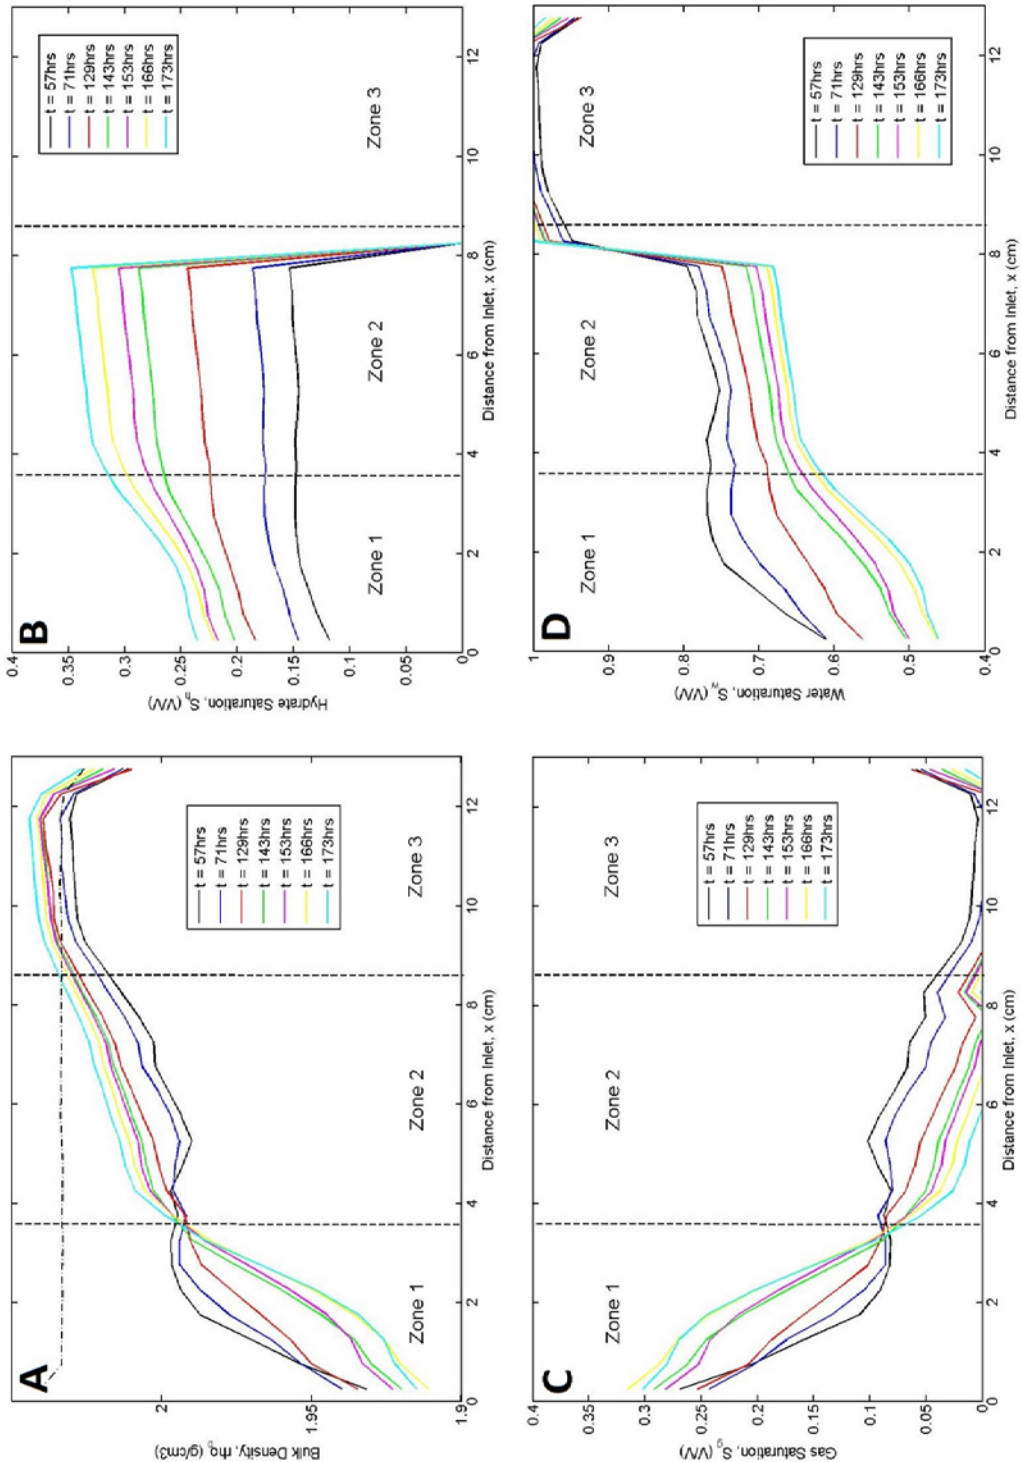 A
Bulk Density, rho_b (g/cm3)
2
1.95
1.9
Zone 1
Zone 2
Zone 3
t = 57hrs
t = 71hrs
t = 129hrs
t = 143hrs
t = 153hrs
t = 166hrs
t = 173hrs
0 2 4 6 8 10 12
Distance from Inlet, x (cm)
B
Hydrate Saturation, S_h (V/V)
0.4
0.35
0.3
0.25
0.2
0.15
0.1
0.05
0
Zone 1
Zone 2
Zone 3
t = 57hrs
t = 71hrs
t = 129hrs
t = 143hrs
t = 153hrs
t = 166hrs
t = 173hrs
0 2 4 6 8 10 12
Distance from Inlet, x (cm)
C
Gas Saturation, S_g (V/V)
0.4
0.35
0.3
0.25
0.2
0.15
0.1
0.05
0
Zone 1
Zone 2
Zone 3
t = 57hrs
t = 71hrs
t = 129hrs
t = 143hrs
t = 153hrs
t = 166hrs
t = 173hrs
0 2 4 6 8 10 12
Distance from Inlet, x (cm)
D
Water Saturation, S_w (V/V)
1
0.9
0.8
0.7
0.6
0.5
0.4
Zone 1
Zone 2
Zone 3
t = 57hrs
t = 71hrs
t = 129hrs
t = 143hrs
t = 153hrs
t = 166hrs
t = 173hrs
0 2 4 6 8 10 12
Distance from Inlet, x (cm)